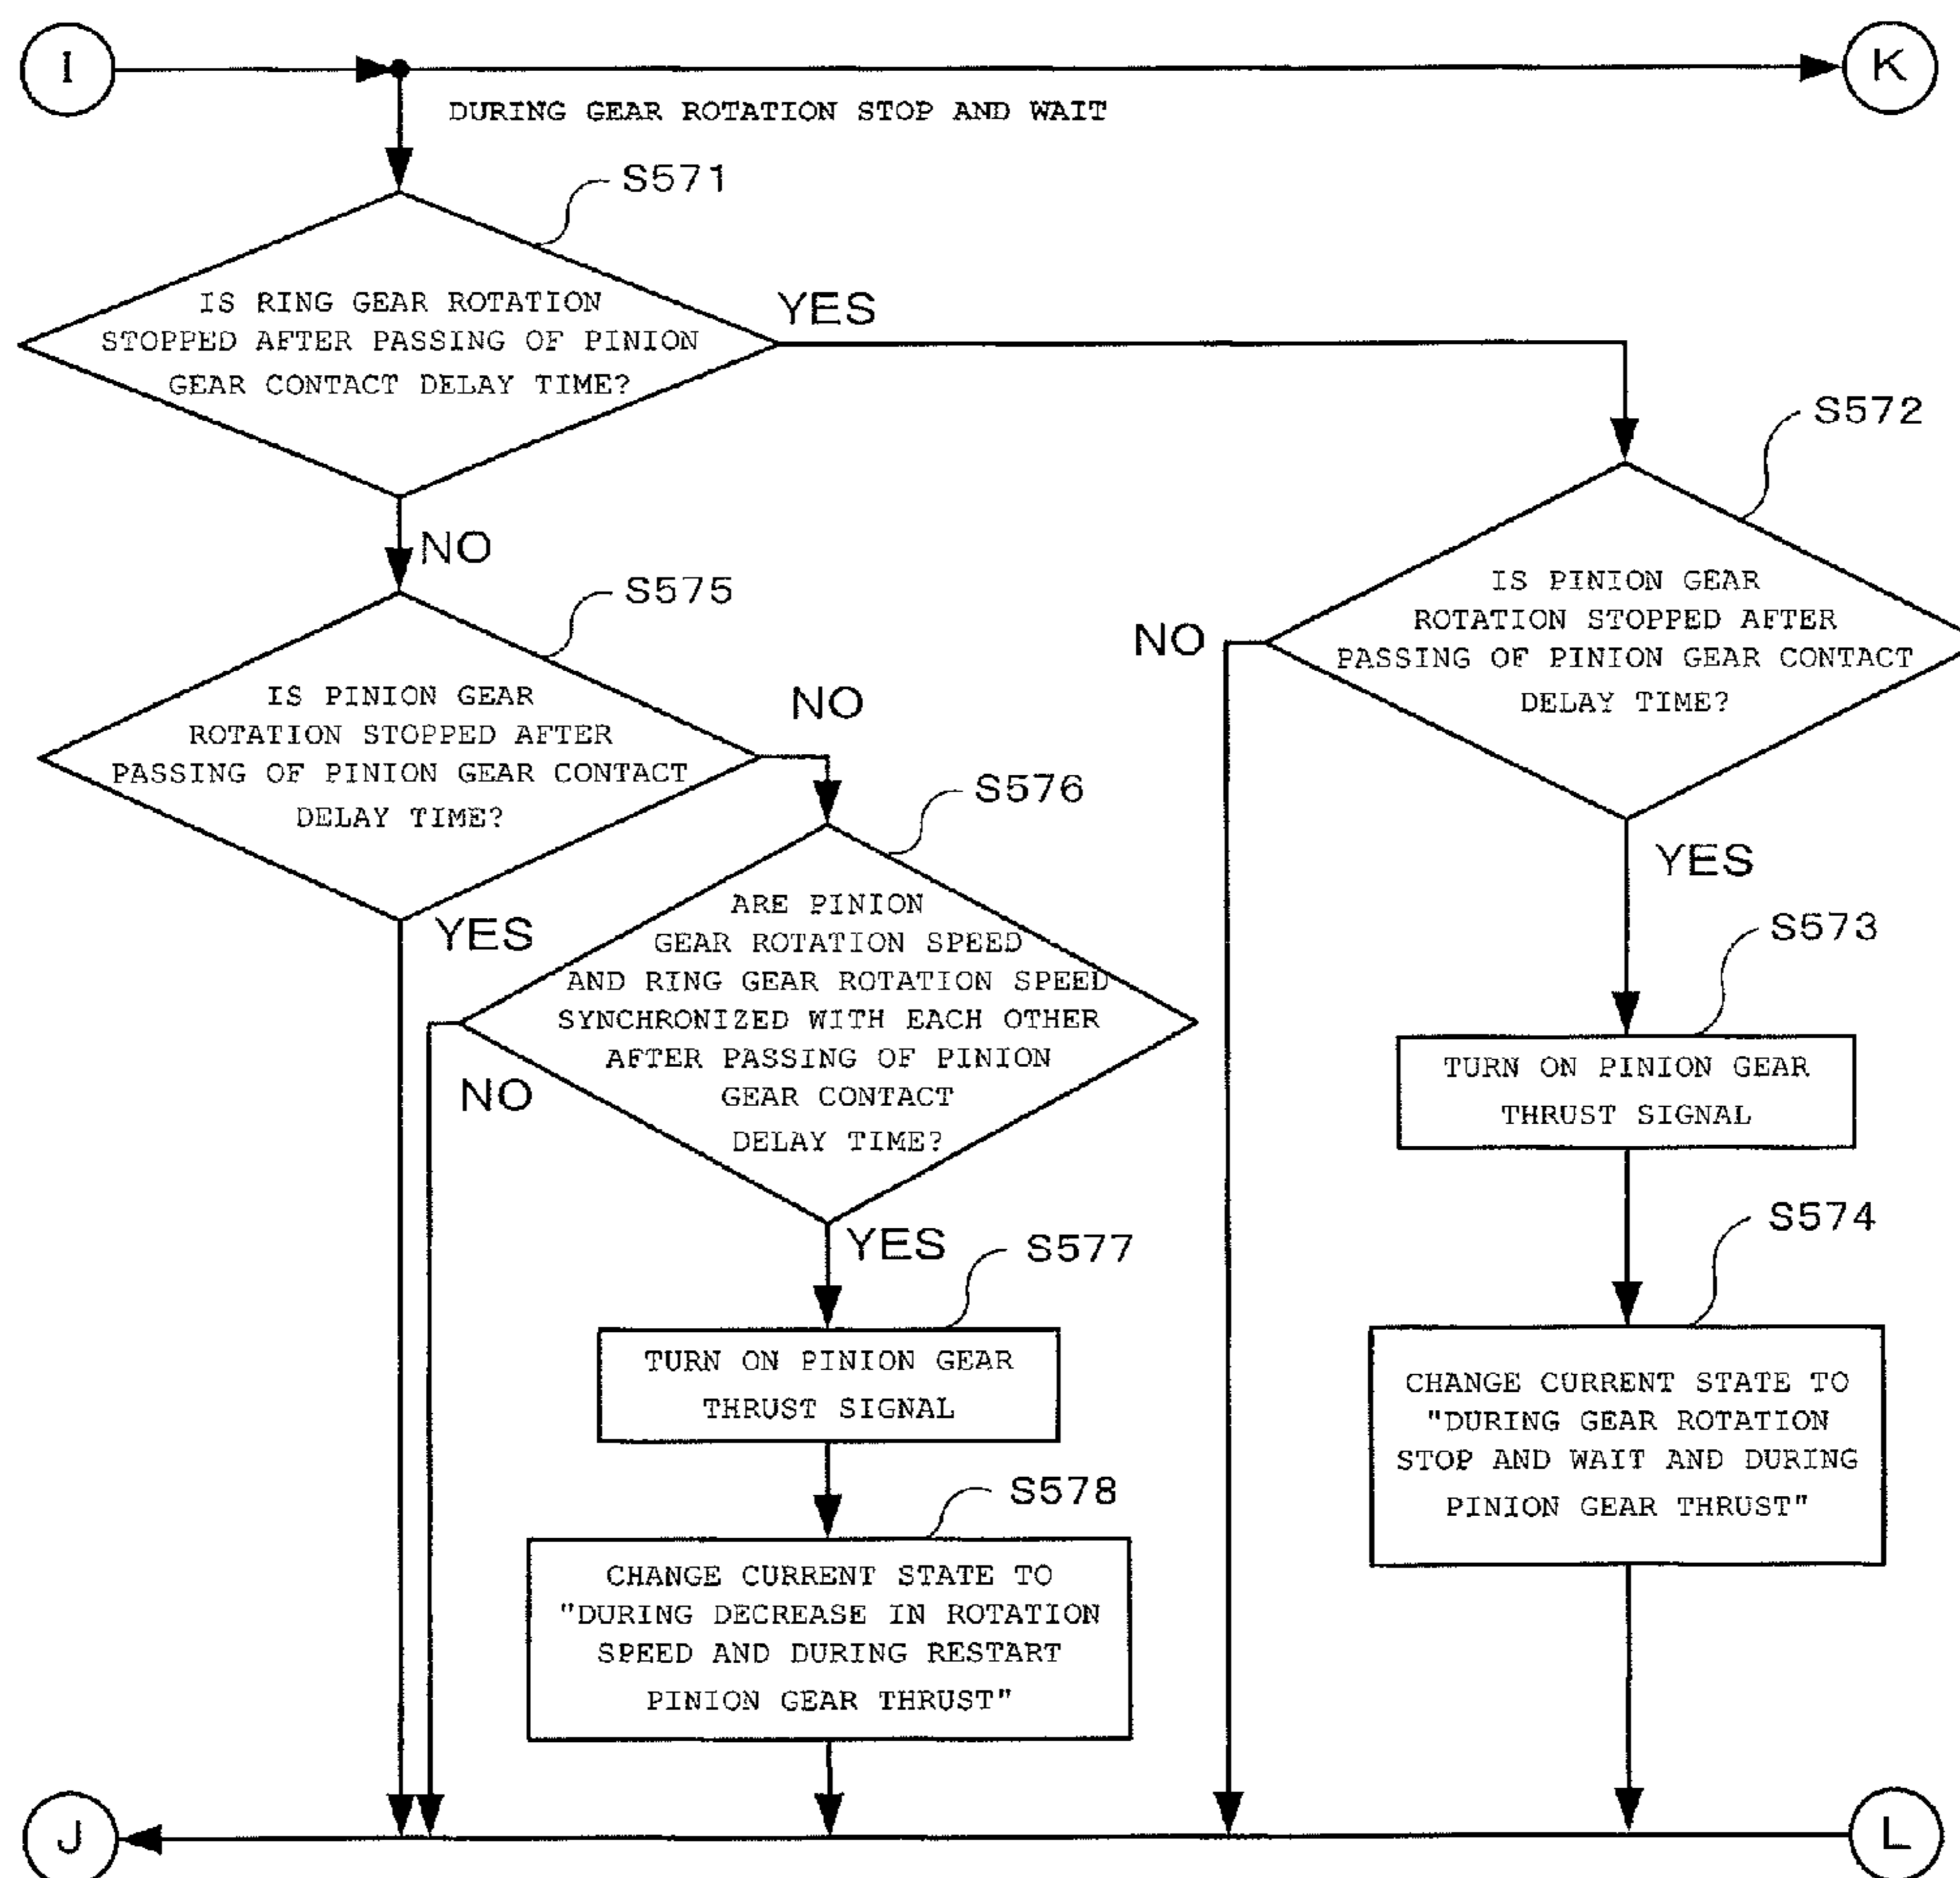 I
K
DURING GEAR ROTATION STOP AND WAIT
S571
IS RING GEAR ROTATION
STOPPED AFTER PASSING OF PINION
GEAR CONTACT DELAY TIME?
YES
NO
S572
IS PINION GEAR
ROTATION STOPPED AFTER
PASSING OF PINION GEAR CONTACT
DELAY TIME?
NO
YES
S575
IS PINION GEAR
ROTATION STOPPED AFTER
PASSING OF PINION GEAR CONTACT
DELAY TIME?
NO
YES
S576
ARE PINION
GEAR ROTATION SPEED
AND RING GEAR ROTATION SPEED
SYNCHRONIZED WITH EACH OTHER
AFTER PASSING OF PINION
GEAR CONTACT
DELAY TIME?
NO
YES
S573
TURN ON PINION GEAR
THRUST SIGNAL
S574
CHANGE CURRENT STATE TO
"DURING GEAR ROTATION
STOP AND WAIT AND DURING
PINION GEAR THRUST"
S577
TURN ON PINION GEAR
THRUST SIGNAL
S578
CHANGE CURRENT STATE TO
"DURING DECREASE IN ROTATION
SPEED AND DURING RESTART
PINION GEAR THRUST"
J
L